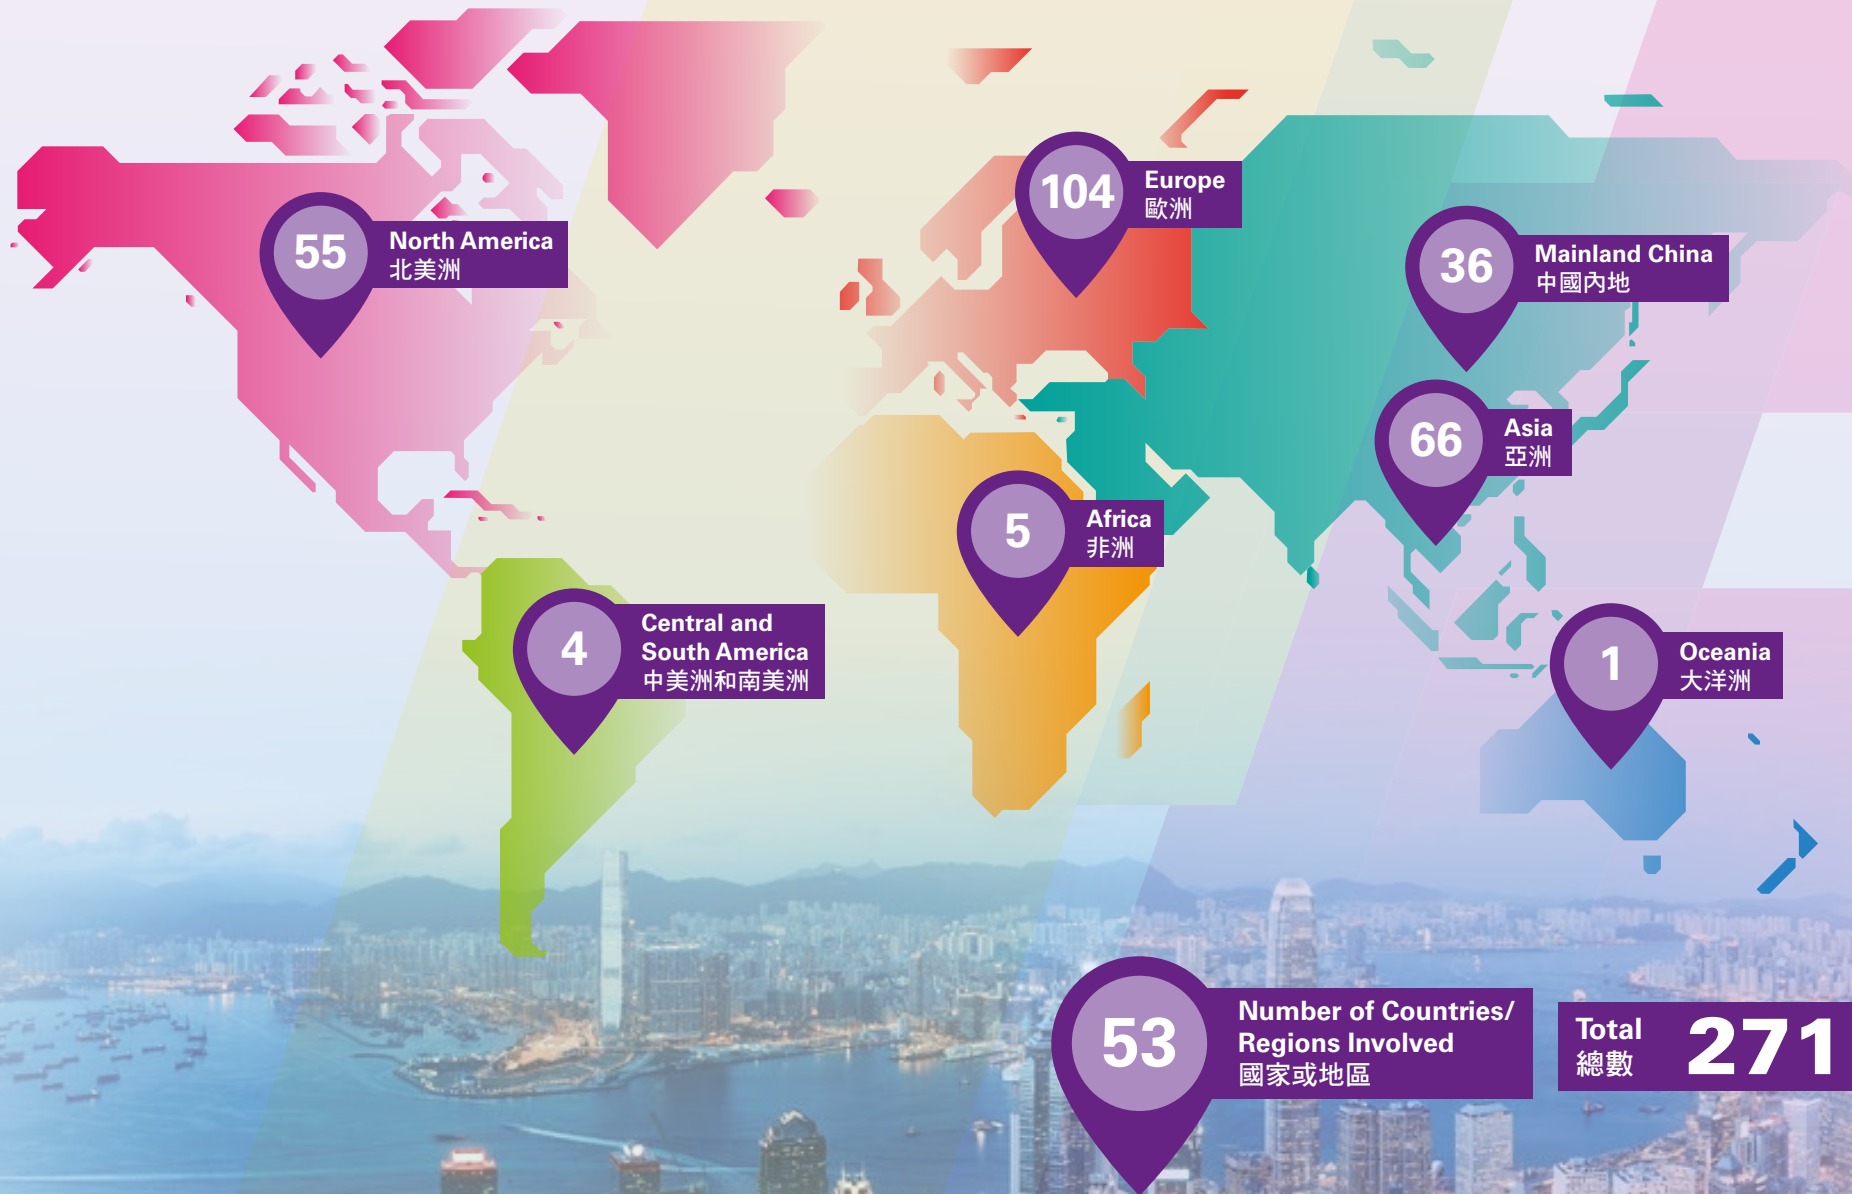 104
Europe
歐洲
55
North America
北美洲
36
Mainland China
中國內地
66
Asia
亞洲
5
Africa
非洲
4
Central and
South America
中美洲和南美洲
1
Oceania
大洋洲
53
Number of Countries/
Regions Involved
國家或地區
Total
總數
271